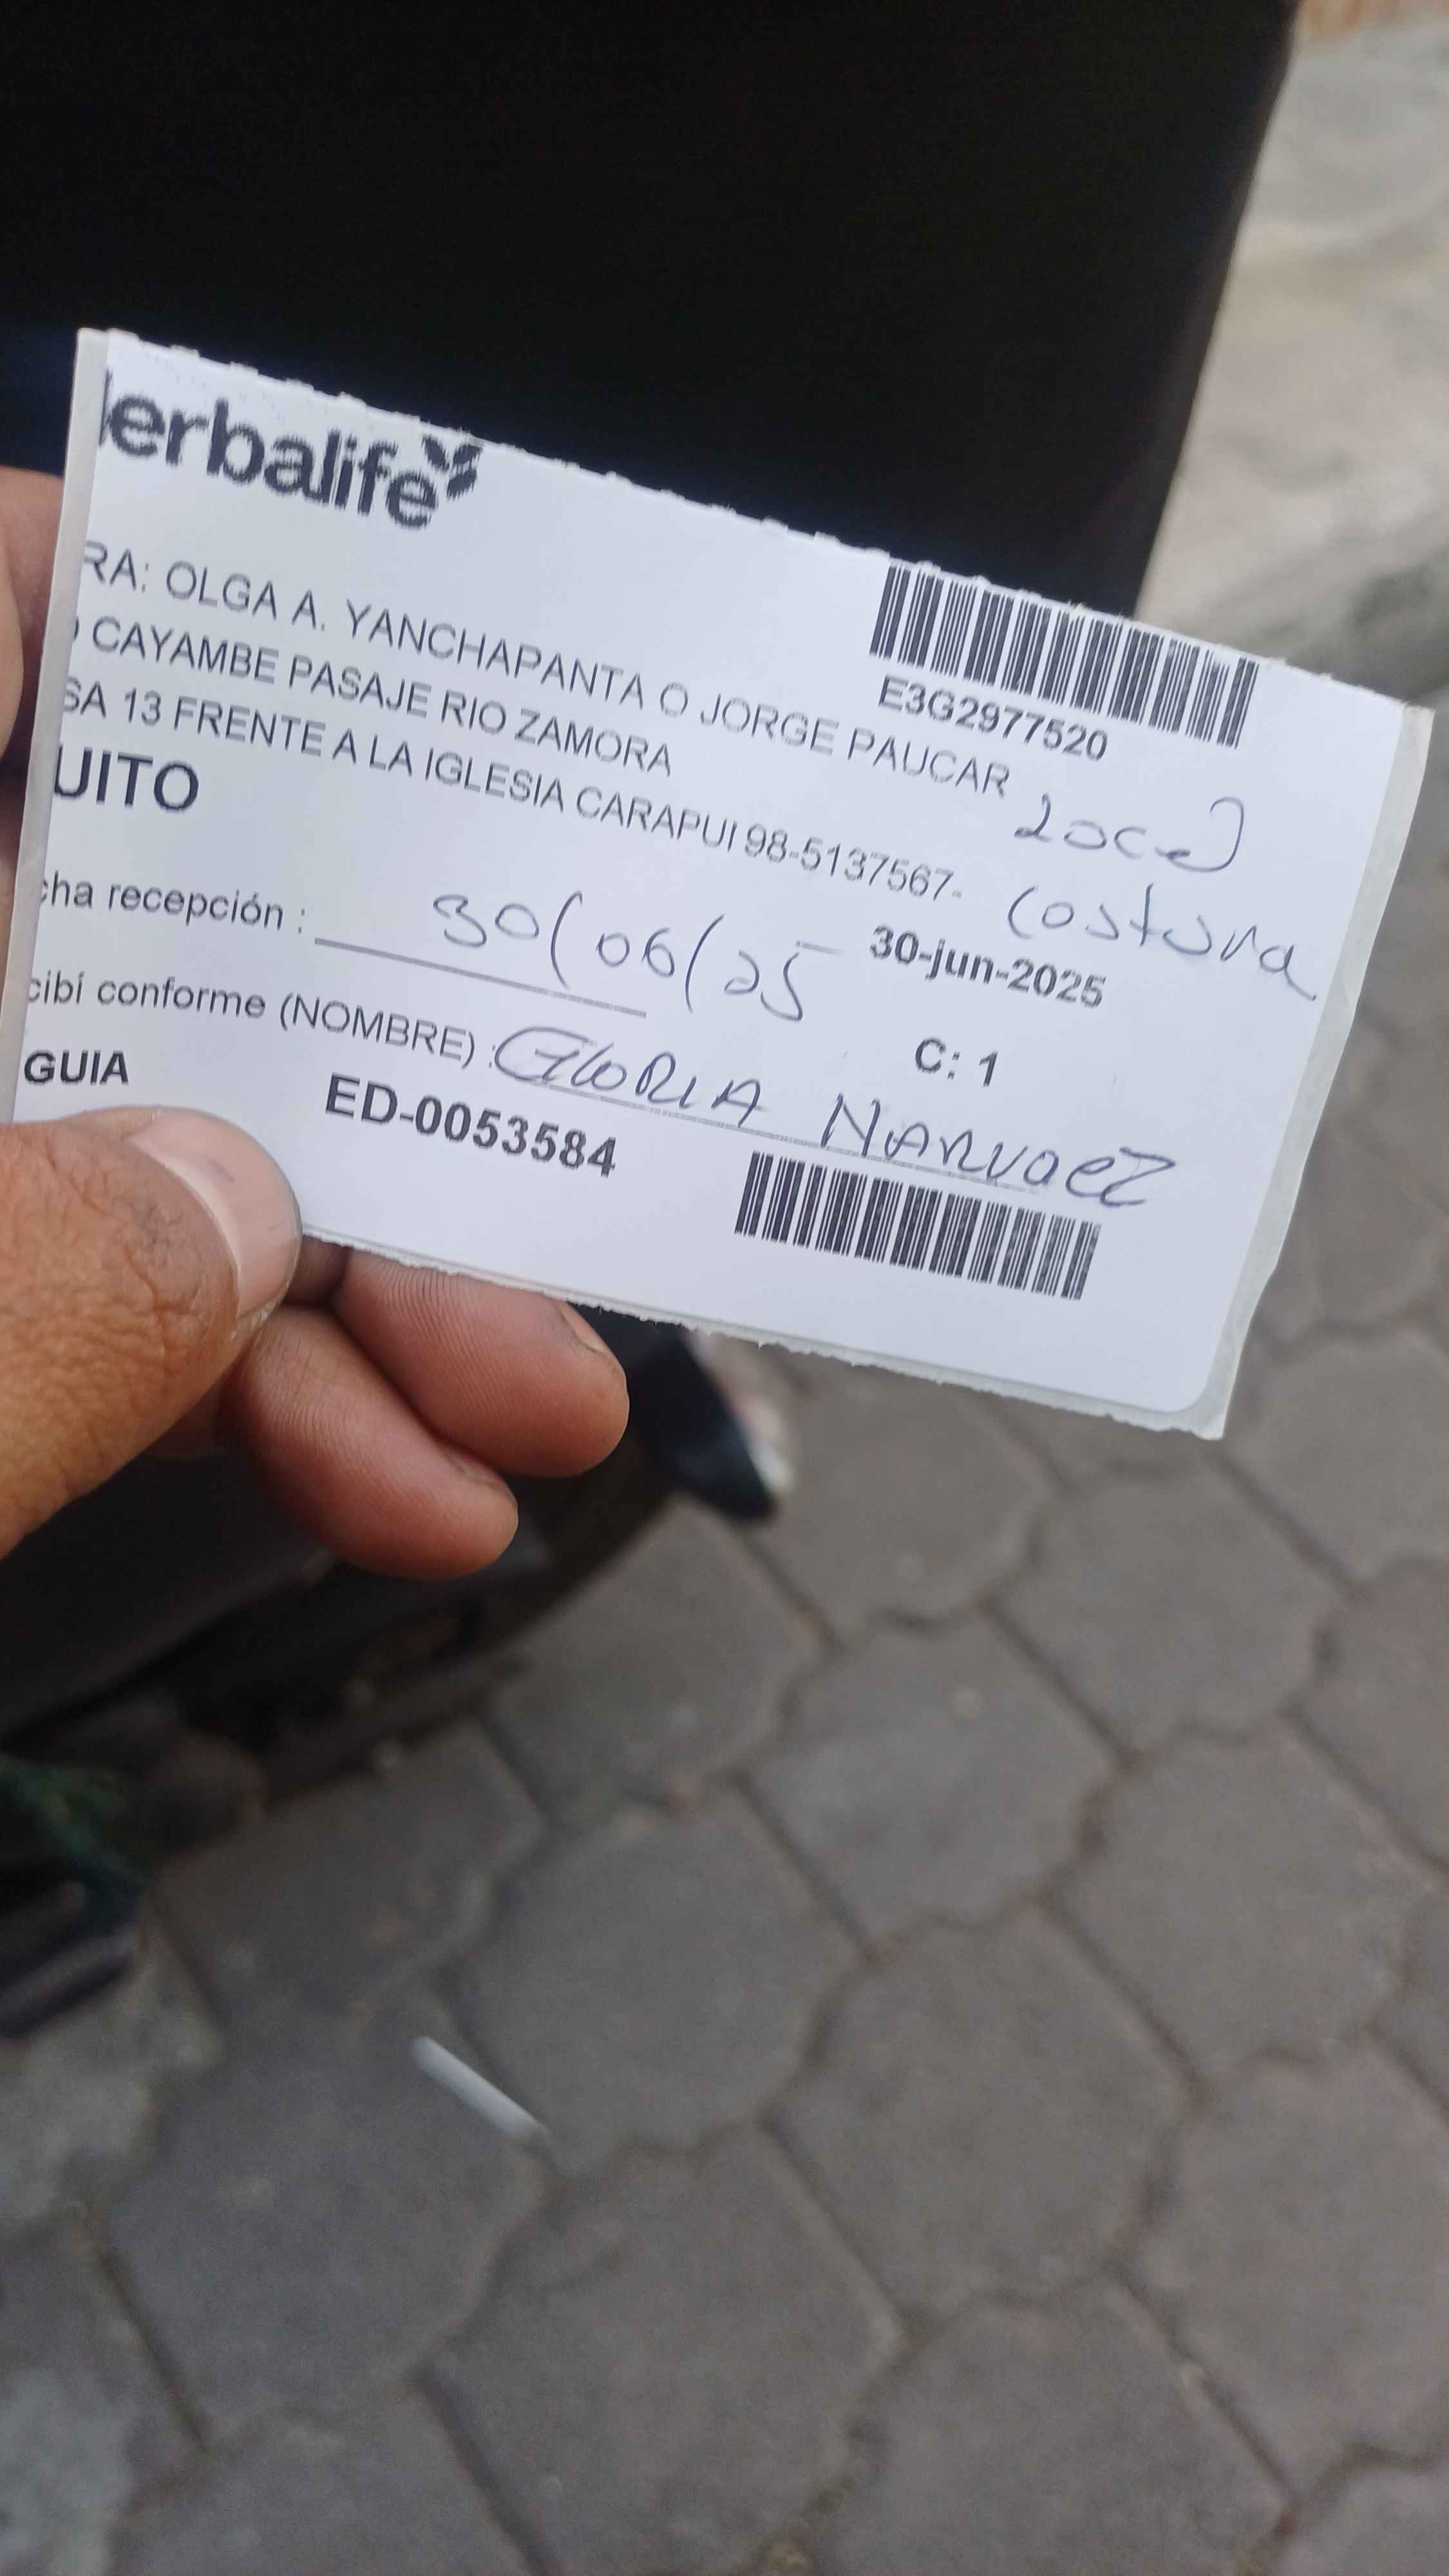 Herbalife
E3G2977520
RA: OLGA A. YANCHAPANTA O JORGE PAUCAR
CAYAMBE PASAJE RIO ZAMORA
SA 13 FRENTE A LA IGLESIA CARAPUI 98-5137567-
Local
Costura
UITO
cha recepción : 30/06/25
30-jun-2025
cibí conforme (NOMBRE) : GLORIA NARVAEZ
C: 1
GUIA
ED-0053584